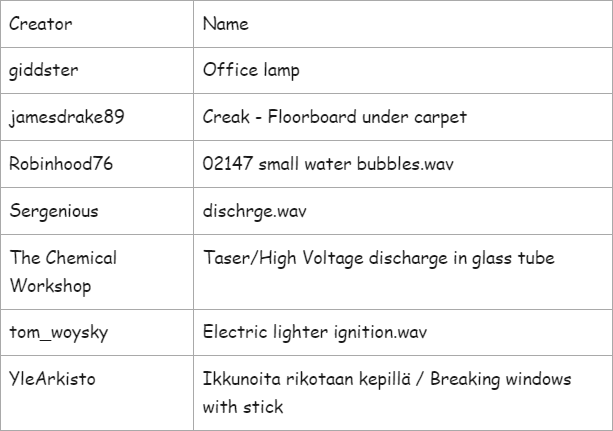 Creator Name
giddster Office lamp
jamesdrake89 Creak - Floorboard under carpet
Robinhood76 02147 small water bubbles.wav
Sergenious dischrge.wav
The Chemical Workshop Taser/High Voltage discharge in glass tube
tom_woysky Electric lighter ignition.wav
YleArkisto Ikkunoita rikotaan kepillä / Breaking windows with stick